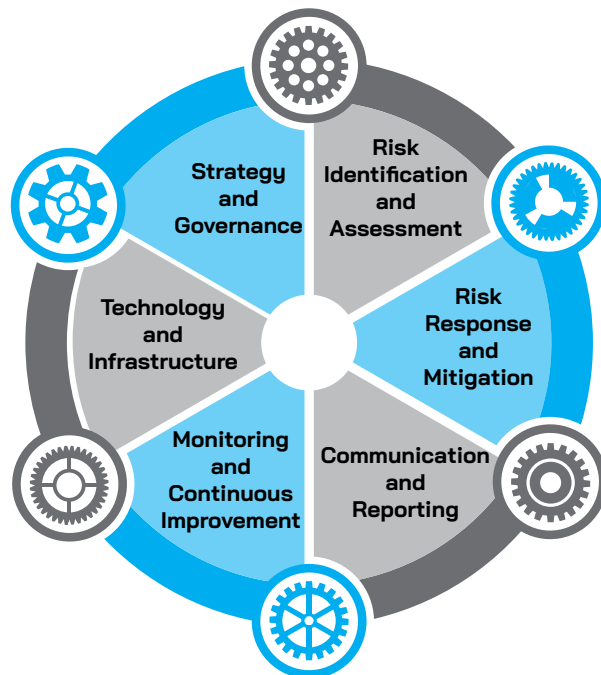 Strategy
and
Governance
Risk
Identification
and
Assessment
Risk
Response
and
Mitigation
Communication
and
Reporting
Monitoring
and
Continuous
Improvement
Technology
and
Infrastructure